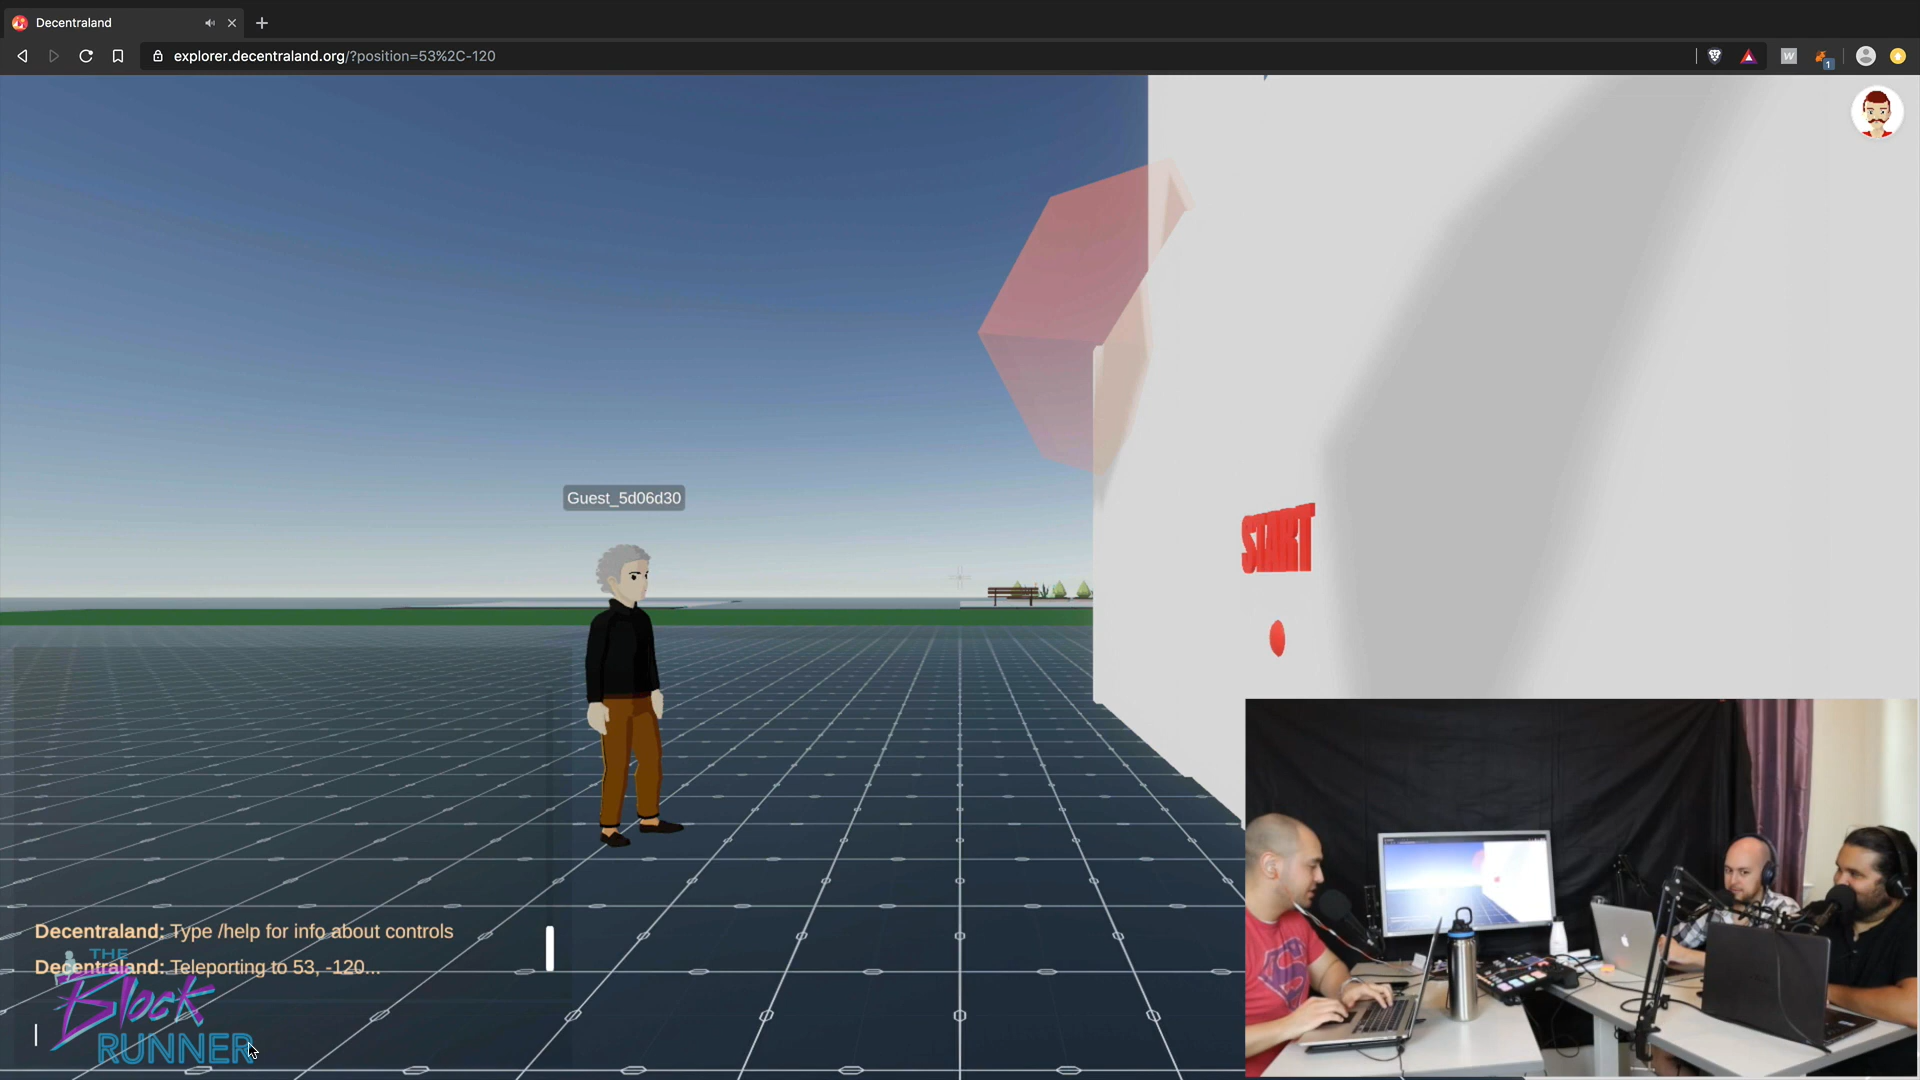 Decentraland
explorer.decentraland.org/?position=53%2C-120
W
1
Guest_5d06d30
START
Decentraland: Type /help for info about controls
Decentraland: Teleporting to 53, -120...
THE
Block
RUNNER